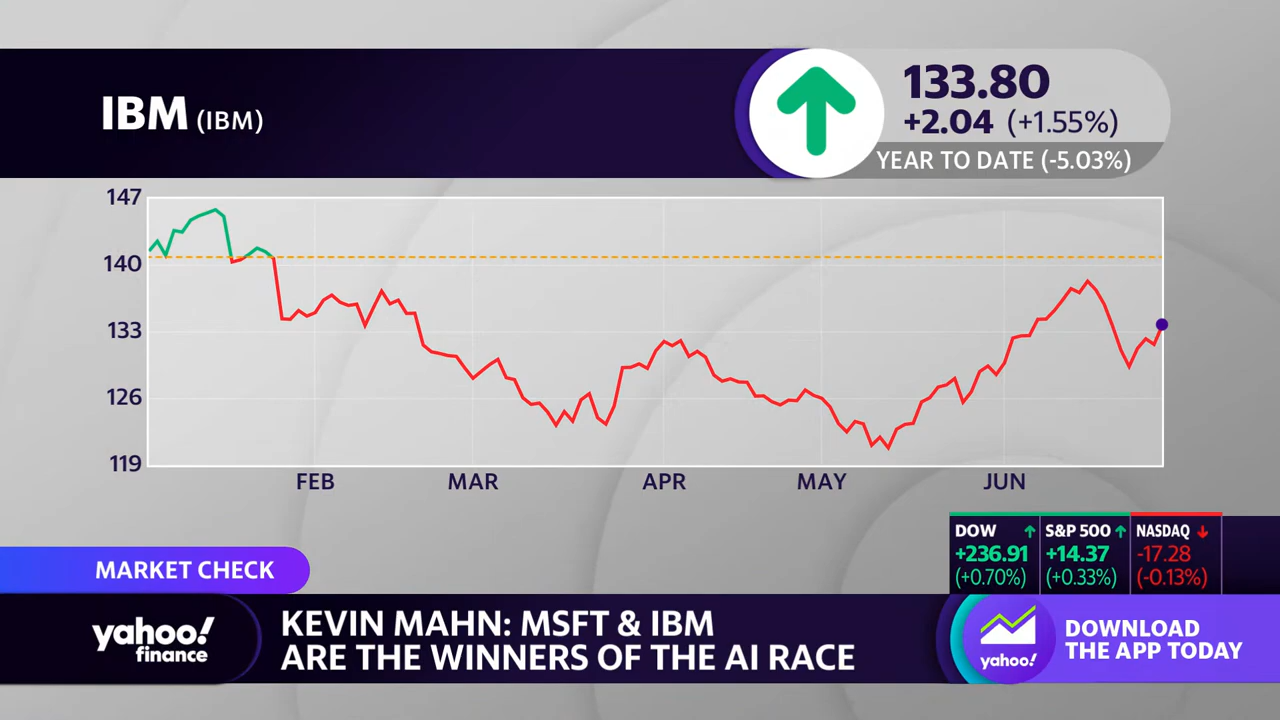 IBM (IBM)
133.80
+2.04 (+1.55%)
YEAR TO DATE (-5.03%)
147
140
133
126
119
FEB MAR APR MAY JUN
DOW
+236.91
(+0.70%)
S&P 500
+14.37
(+0.33%)
NASDAQ
-17.28
(-0.13%)
MARKET CHECK
yahoo!
finance
KEVIN MAHN: MSFT & IBM
ARE THE WINNERS OF THE AI RACE
yahoo!
DOWNLOAD
THE APP TODAY